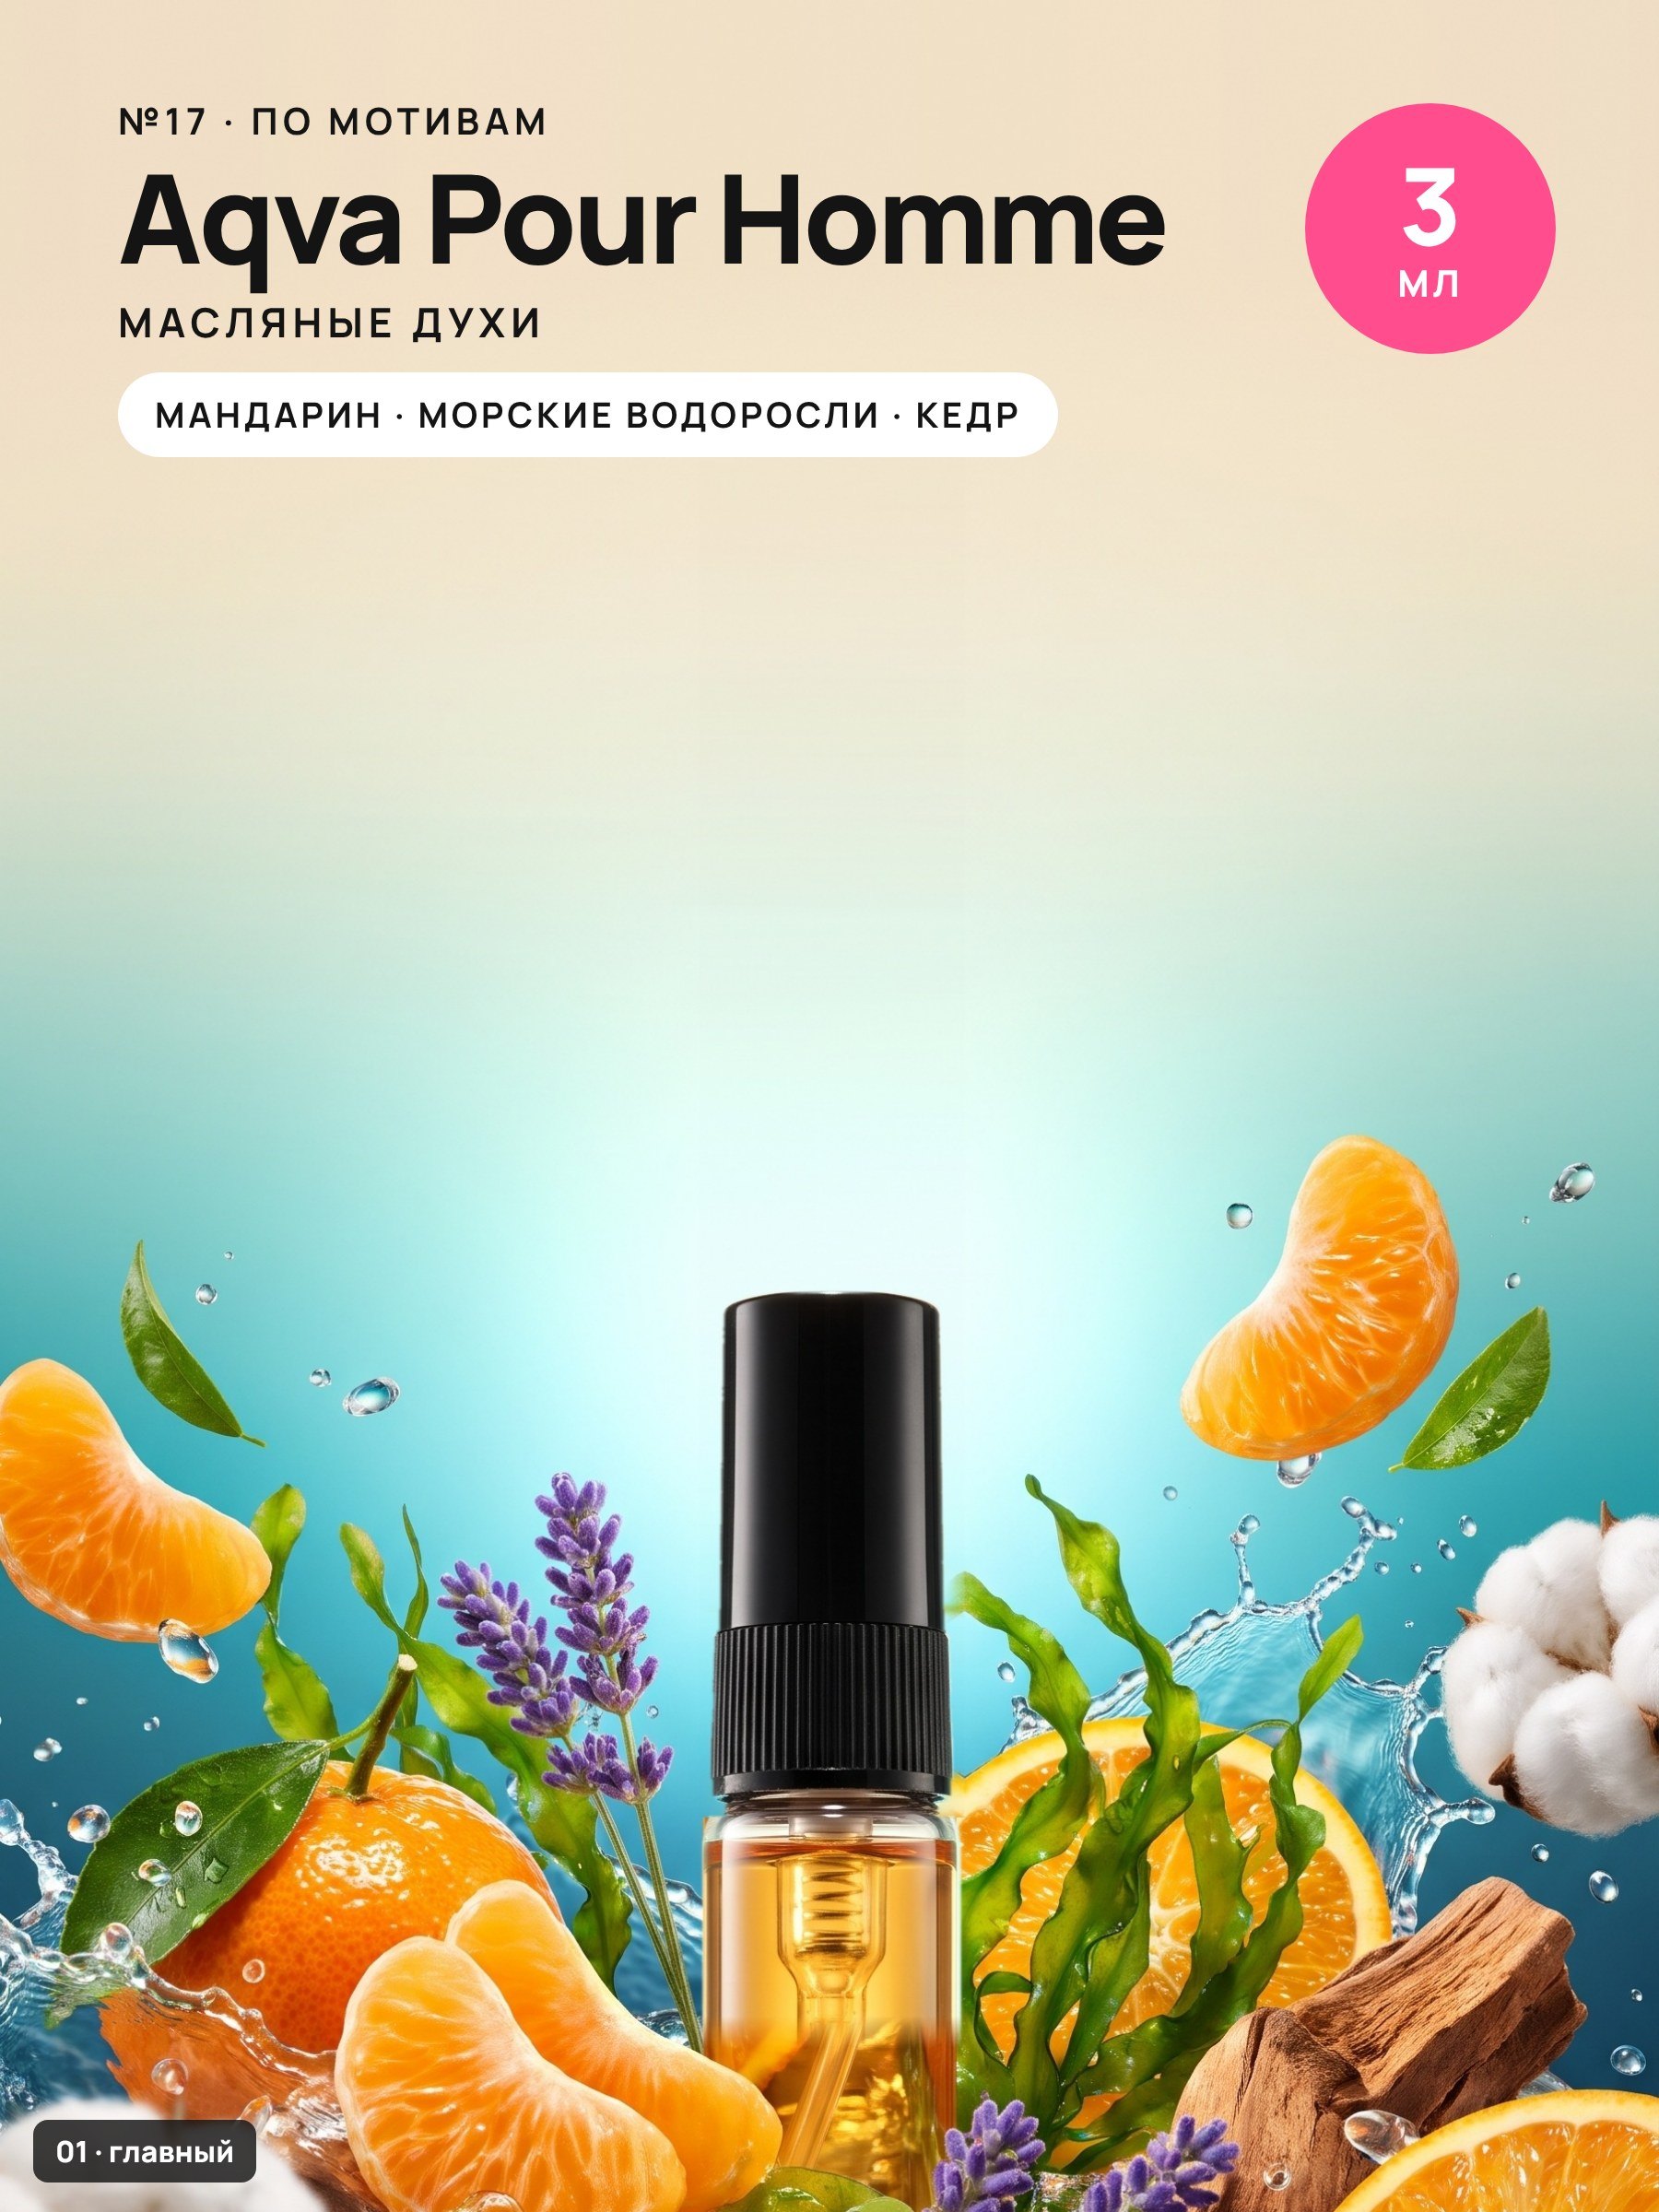 №17 · ПО МОТИВАМ
Aqva Pour Homme
МАСЛЯНЫЕ ДУХИ
МАНДАРИН · МОРСКИЕ ВОДОРОСЛИ · КЕДР
3
МЛ
01 · главный